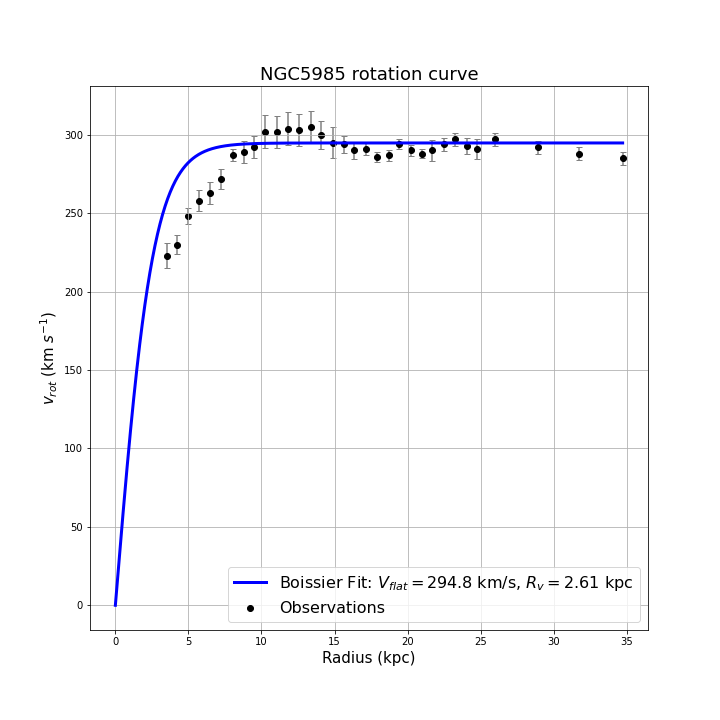 NGC5985 rotation curve
300
250
200
150
100
50
0
v_rot (km s^−1)
Boissier Fit: V_flat = 294.8 km/s, R_v = 2.61 kpc
Observations
0 5 10 15 20 25 30 35
Radius (kpc)